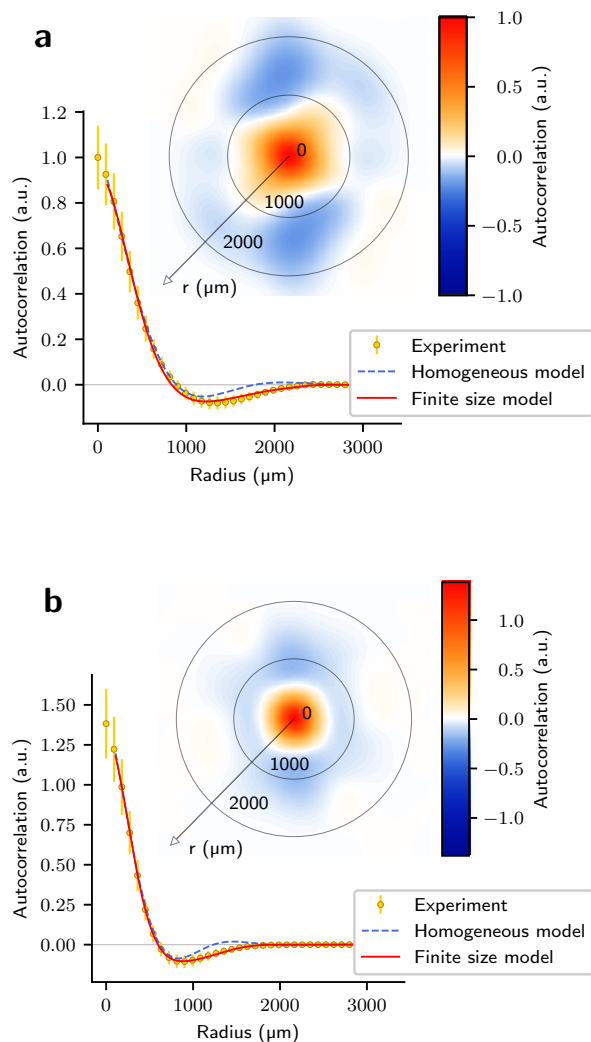 a
1.0
0.5
0.0
−0.5
−1.0
Autocorrelation (a.u.)
0
1000
2000
r (μm)
1.2
1.0
0.8
0.6
0.4
0.2
0.0
Autocorrelation (a.u.)
Experiment
Homogeneous model
Finite size model
0 1000 2000 3000
Radius (μm)
b
1.0
0.5
0.0
−0.5
−1.0
Autocorrelation (a.u.)
0
1000
2000
r (μm)
1.50
1.25
1.00
0.75
0.50
0.25
0.00
Autocorrelation (a.u.)
Experiment
Homogeneous model
Finite size model
0 1000 2000 3000
Radius (μm)